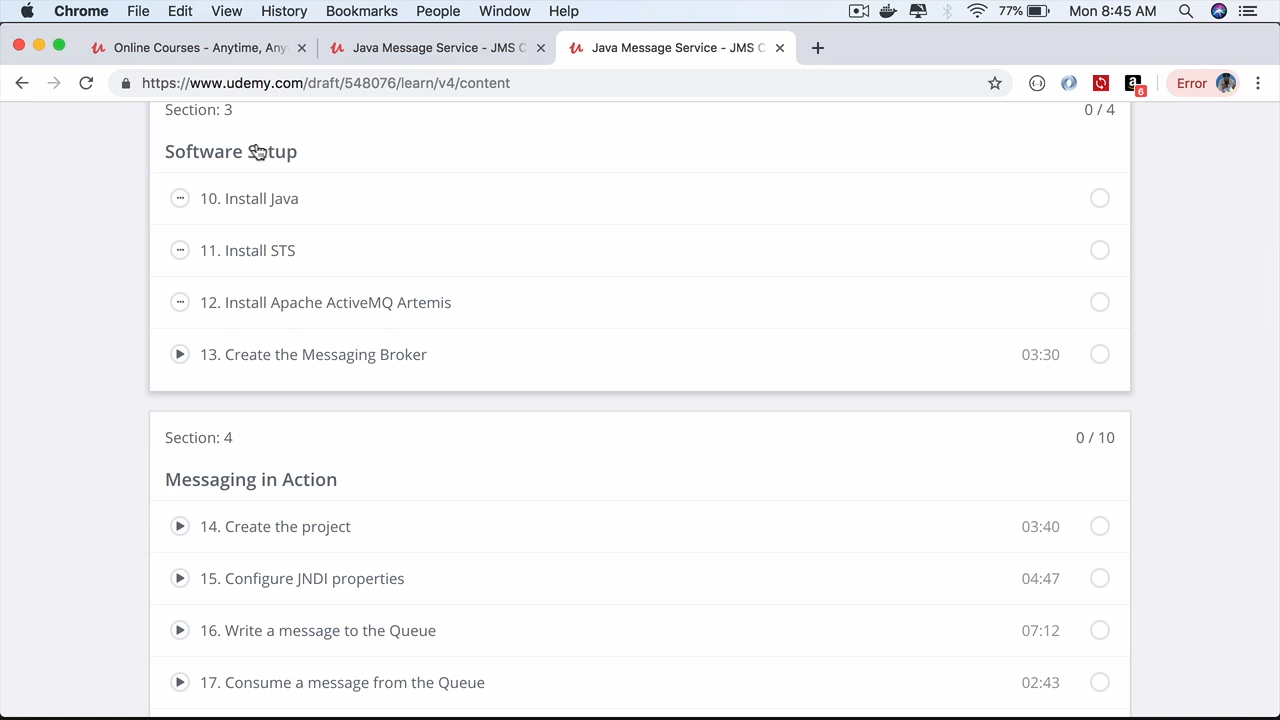 Chrome File Edit View History Bookmarks People Window Help 77% Mon 8:45 AM
Online Courses - Anytime, Any Java Message Service - JMS C Java Message Service - JMS C
https://www.udemy.com/draft/548076/learn/v4/content 6 Error
Section: 3 0 / 4
Software Setup
10. Install Java
11. Install STS
12. Install Apache ActiveMQ Artemis
13. Create the Messaging Broker 03:30
Section: 4 0 / 10
Messaging in Action
14. Create the project 03:40
15. Configure JNDI properties 04:47
16. Write a message to the Queue 07:12
17. Consume a message from the Queue 02:43